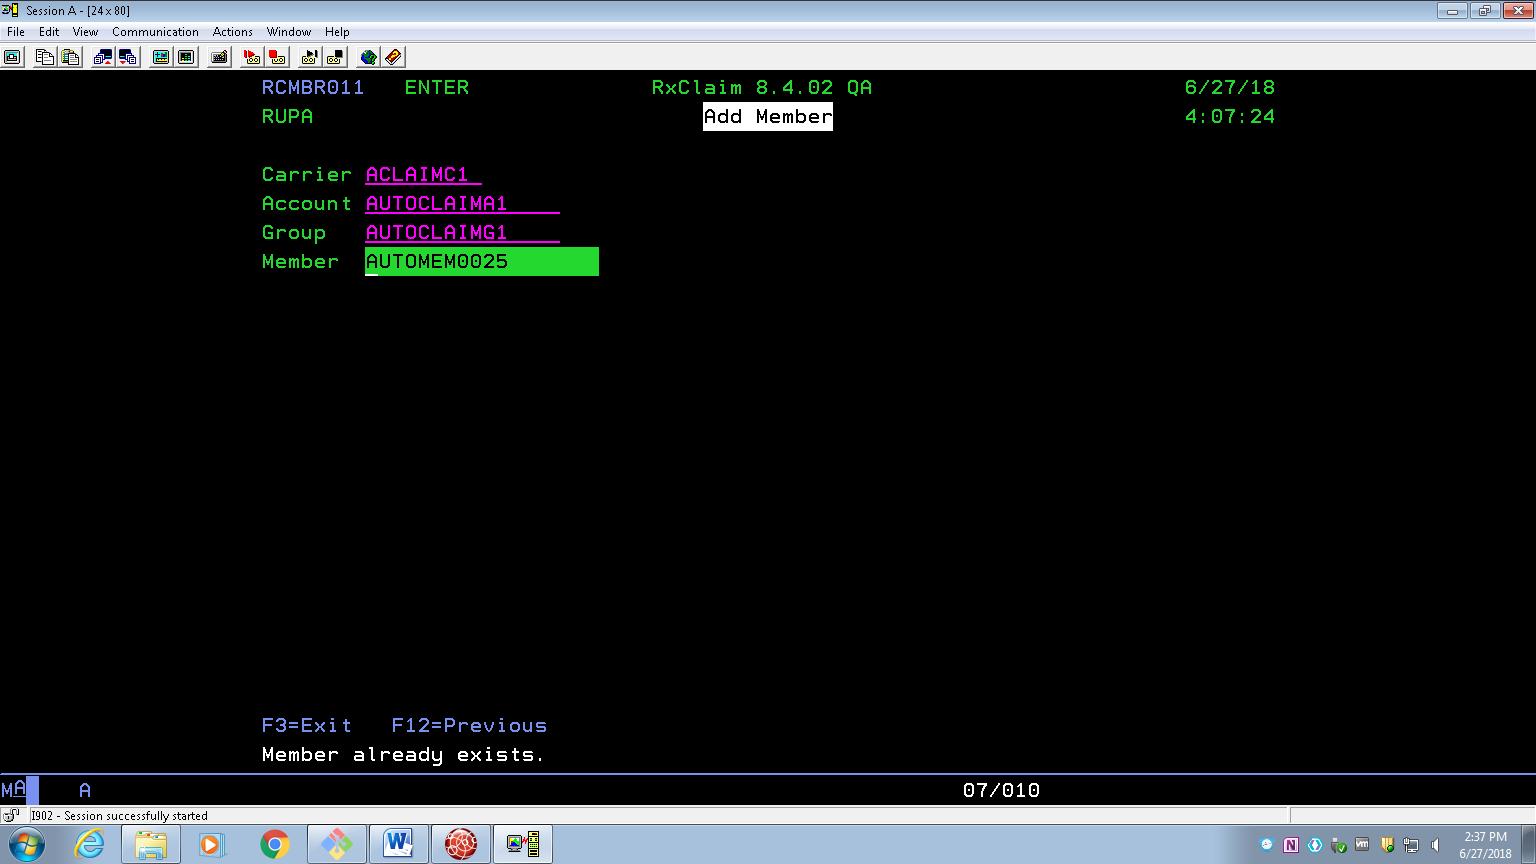 Session A - [24 x 80]
File Edit View Communication Actions Window Help
RCMBR011 ENTER RxClaim 8.4.02 QA 6/27/18
RUPA Add Member 4:07:24
Carrier ACLAIMC1
Account AUTOCLAIMA1
Group AUTOCLAIMG1
Member AUTOMEM0025
F3=Exit F12=Previous
Member already exists.
MA A 07/010
I902 - Session successfully started
2:37 PM
6/27/2018